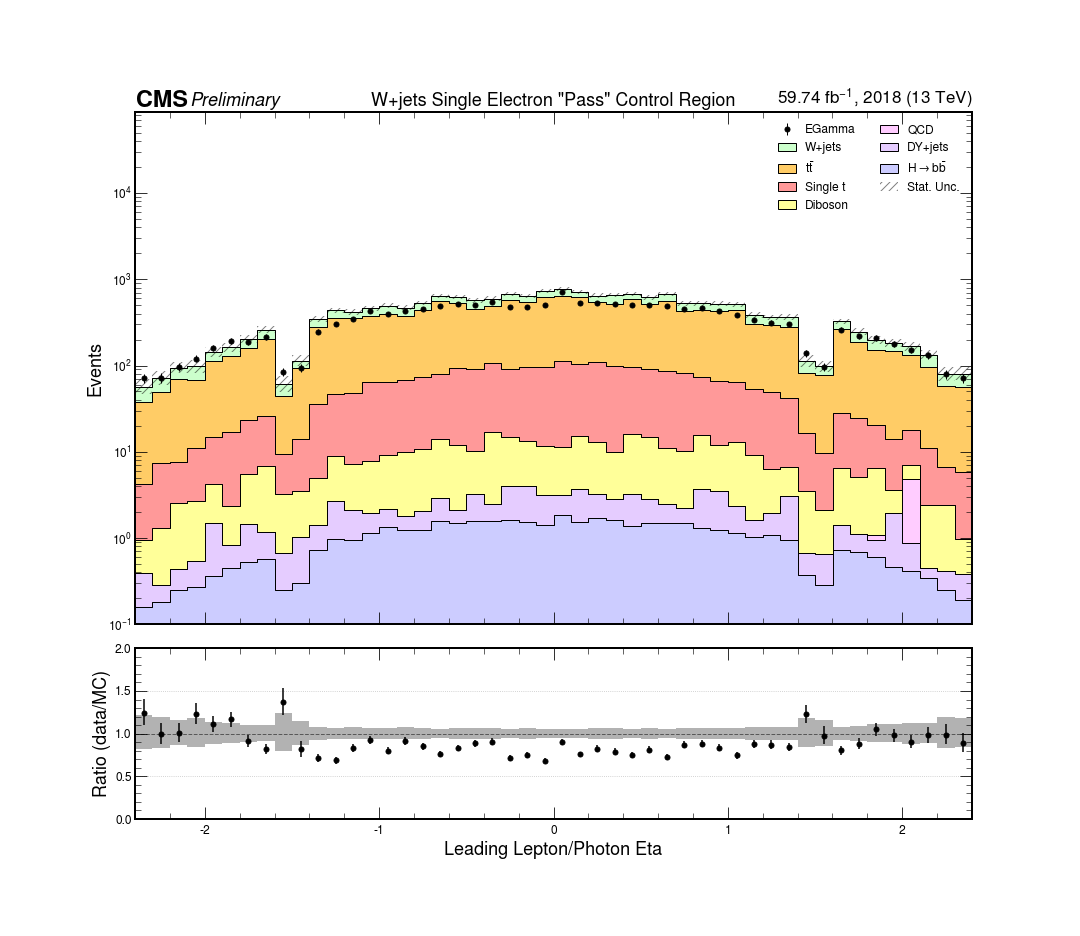 CMS Preliminary W+jets Single Electron "Pass" Control Region 59.74 fb⁻¹, 2018 (13 TeV)
EGamma QCD
W+jets DY+jets
tt̄ H→bb̄
Single t Stat. Unc.
Diboson
Events
10⁴
10³
10²
10¹
10⁰
10⁻¹
Ratio (data/MC)
2.0
1.5
1.0
0.5
0.0
-2 -1 0 1 2
Leading Lepton/Photon Eta